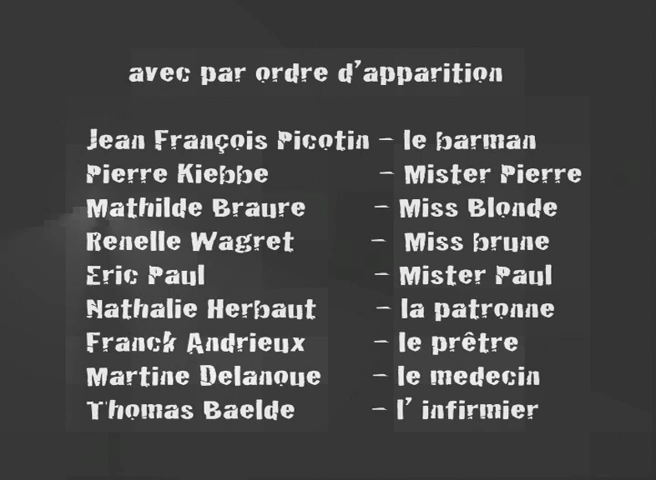 avec par ordre d'apparition
Jean François Picotin - le barman
Pierre Kiebbe - Mister Pierre
Mathilde Braure - Miss Blonde
Renelle Wagret - Miss brune
Eric Paul - Mister Paul
Nathalie Herbaut - la patronne
Franck Andrieux - le prêtre
Martine Delanoue - le medecin
Thomas Baelde - l' infirmier